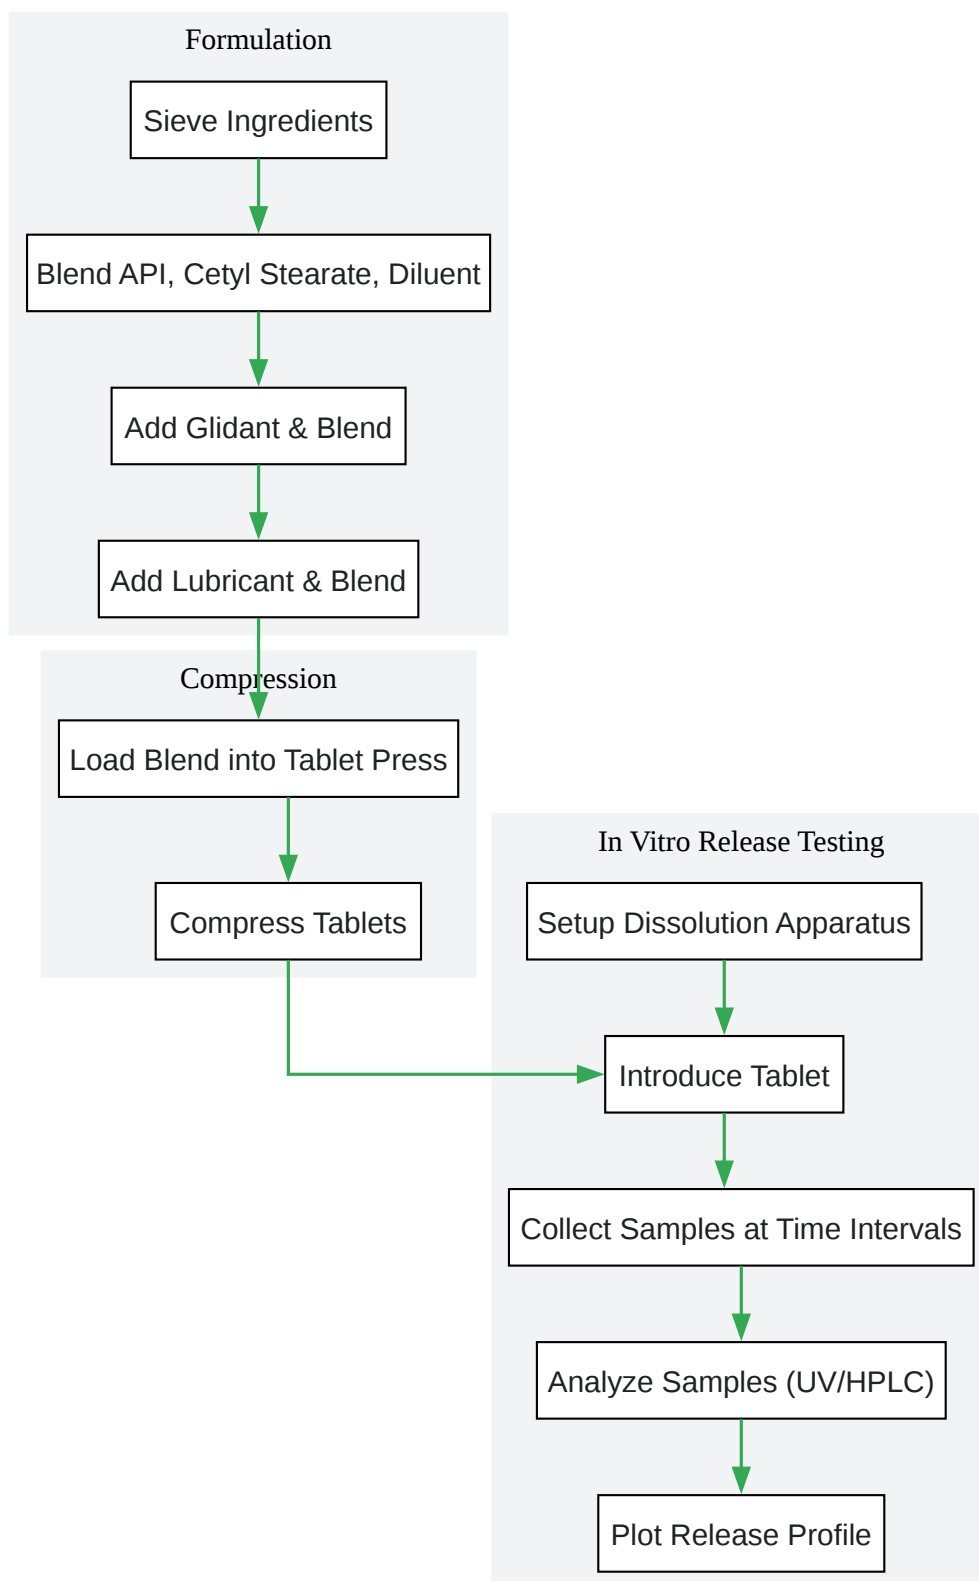 Formulation
Sieve Ingredients
Blend API, Cetyl Stearate, Diluent
Add Glidant & Blend
Add Lubricant & Blend
Compression
Load Blend into Tablet Press
Compress Tablets
In Vitro Release Testing
Setup Dissolution Apparatus
Introduce Tablet
Collect Samples at Time Intervals
Analyze Samples (UV/HPLC)
Plot Release Profile